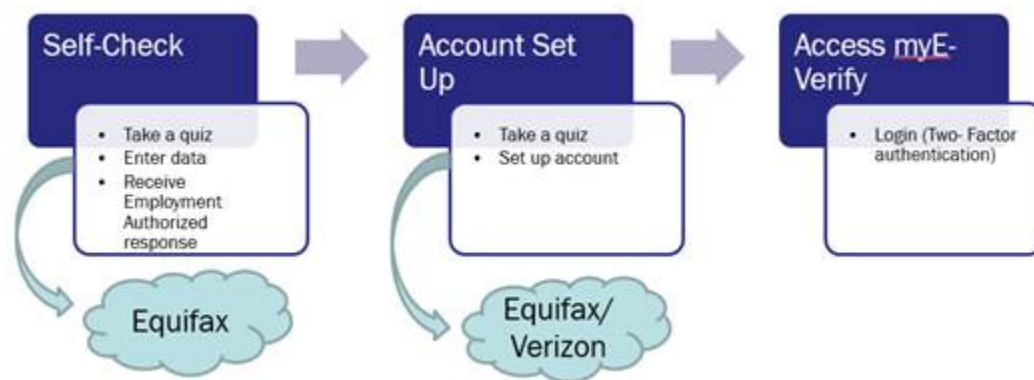 Self-Check
• Take a quiz
• Enter data
• Receive
Employment
Authorized
response
Equifax
Account Set
Up
• Take a quiz
• Set up account
Equifax/
Verizon
Access myE-
Verify
• Login (Two- Factor
authentication)